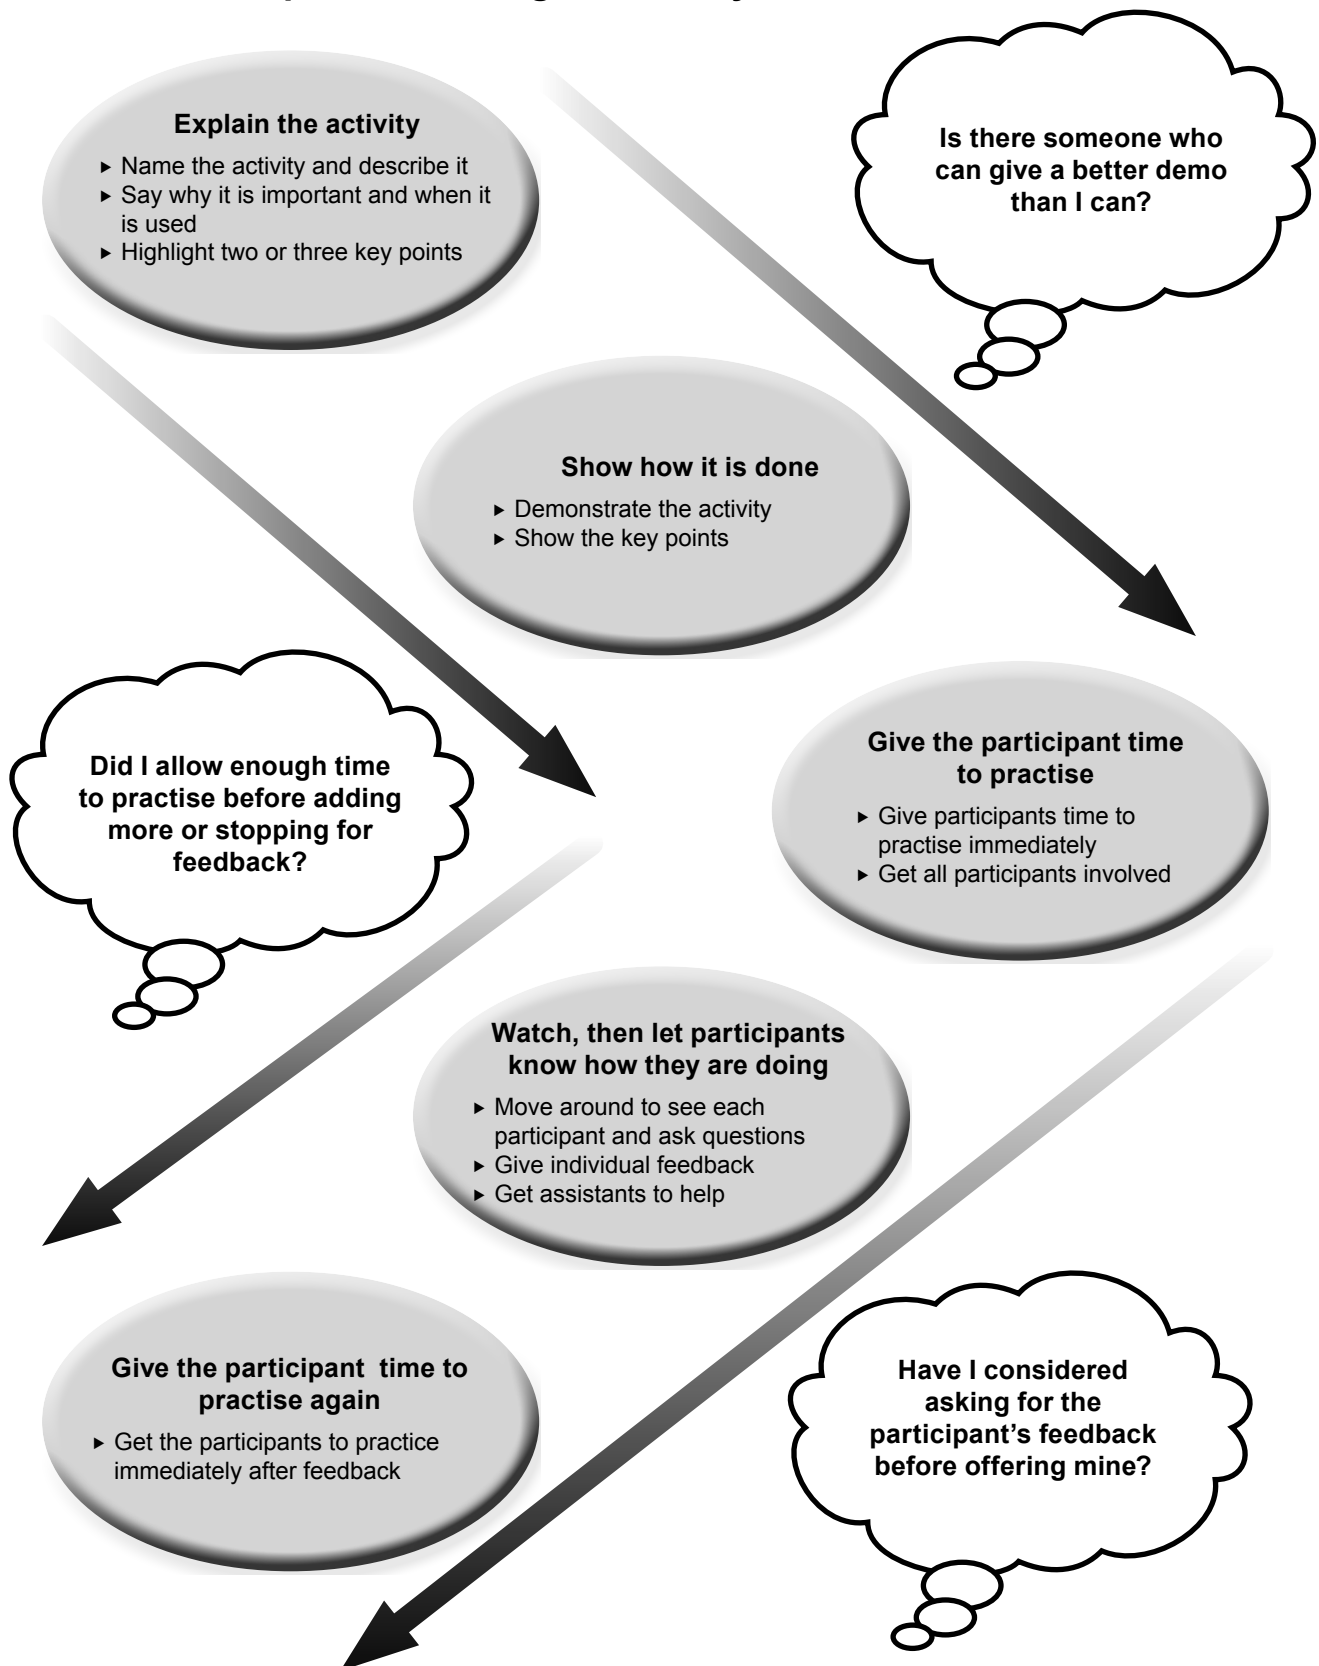 Explain the activity
▸ Name the activity and describe it
▸ Say why it is important and when it
is used
▸ Highlight two or three key points
Is there someone who
can give a better demo
than I can?
Show how it is done
▸ Demonstrate the activity
▸ Show the key points
Give the participant time
to practise
▸ Give participants time to
practise immediately
▸ Get all participants involved
Did I allow enough time
to practise before adding
more or stopping for
feedback?
Watch, then let participants
know how they are doing
▸ Move around to see each
participant and ask questions
▸ Give individual feedback
▸ Get assistants to help
Give the participant  time to
practise again
▸ Get the participants to practice
immediately after feedback
Have I considered
asking for the
participant’s feedback
before offering mine?